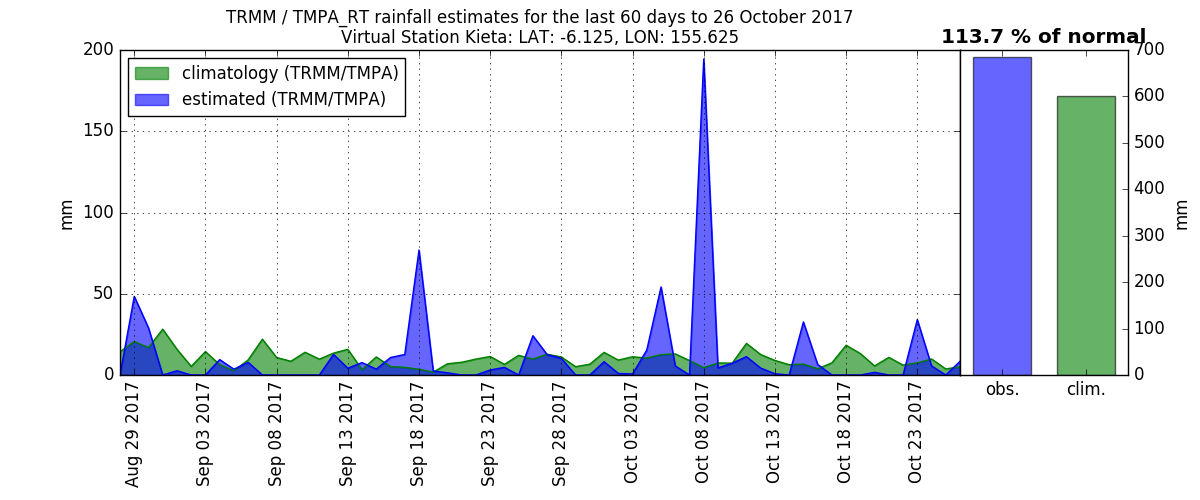 TRMM / TMPA_RT rainfall estimates for the last 60 days to 26 October 2017
Virtual Station Kieta: LAT: -6.125, LON: 155.625
113.7 % of normal
climatology (TRMM/TMPA)
estimated (TRMM/TMPA)
200
150
100
50
0
mm
Aug 29 2017
Sep 03 2017
Sep 08 2017
Sep 13 2017
Sep 18 2017
Sep 23 2017
Sep 28 2017
Oct 03 2017
Oct 08 2017
Oct 13 2017
Oct 18 2017
Oct 23 2017
700
600
500
400
300
200
100
0
mm
obs.
clim.